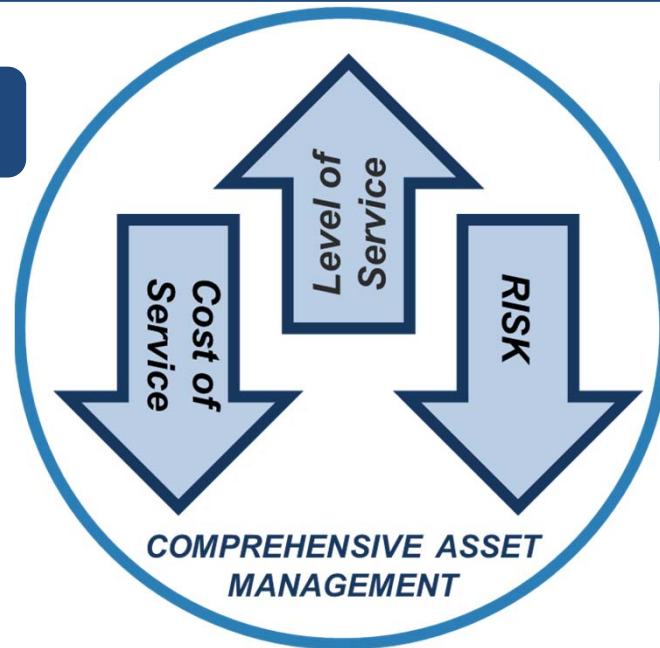 Level of
Service
Cost of
Service
RISK
COMPREHENSIVE ASSET
MANAGEMENT